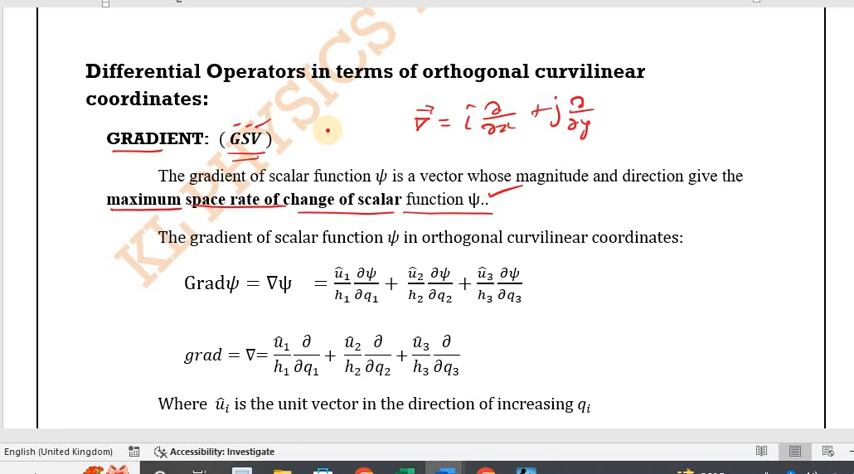 Differential Operators in terms of orthogonal curvilinear
coordinates:
∇⃗ = î ∂/∂x + j ∂/∂y
GRADIENT: (GSV)
The gradient of scalar function ψ is a vector whose magnitude and direction give the
maximum space rate of change of scalar function ψ..
The gradient of scalar function ψ in orthogonal curvilinear coordinates:
Gradψ = ∇ψ = û₁/h₁ ∂ψ/∂q₁ + û₂/h₂ ∂ψ/∂q₂ + û₃/h₃ ∂ψ/∂q₃
grad = ∇= û₁/h₁ ∂/∂q₁ + û₂/h₂ ∂/∂q₂ + û₃/h₃ ∂/∂q₃
Where ûᵢ is the unit vector in the direction of increasing qᵢ
KL PHYSICS
English (United Kingdom) Accessibility: Investigate